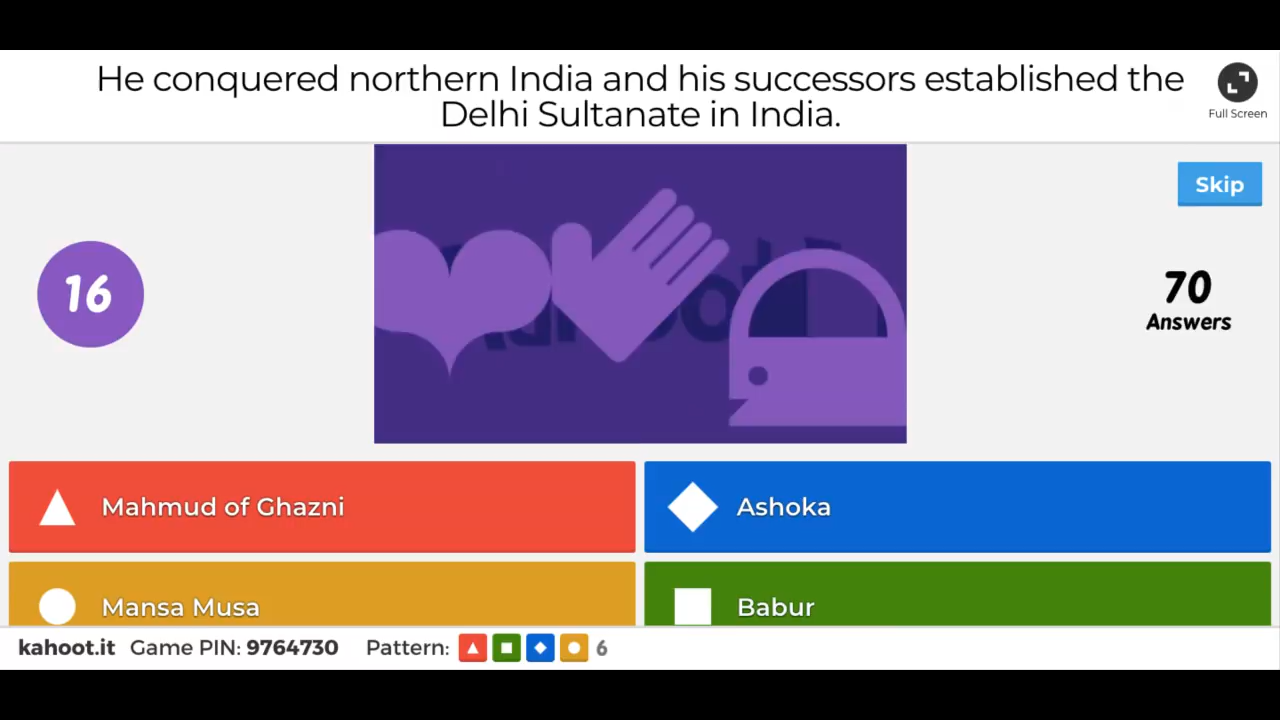 He conquered northern India and his successors established the
Delhi Sultanate in India.
Full Screen
Skip
16
70
Answers
Mahmud of Ghazni
Ashoka
Mansa Musa
Babur
kahoot.it Game PIN: 9764730 Pattern: 6